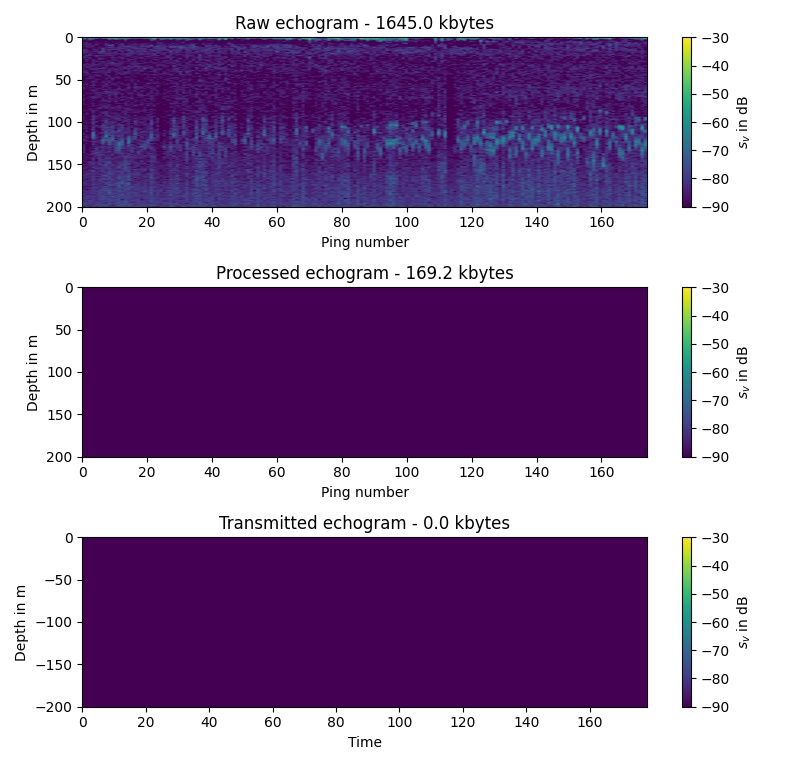 Raw echogram - 1645.0 kbytes
0
50
100
150
200
Depth in m
0 20 40 60 80 100 120 140 160
Ping number
−30
−40
−50
−60
−70
−80
−90
sv in dB
Processed echogram - 169.2 kbytes
0
50
100
150
200
Depth in m
0 20 40 60 80 100 120 140 160
Ping number
−30
−40
−50
−60
−70
−80
−90
sv in dB
Transmitted echogram - 0.0 kbytes
0
−50
−100
−150
−200
Depth in m
0 20 40 60 80 100 120 140 160
Time
−30
−40
−50
−60
−70
−80
−90
sv in dB